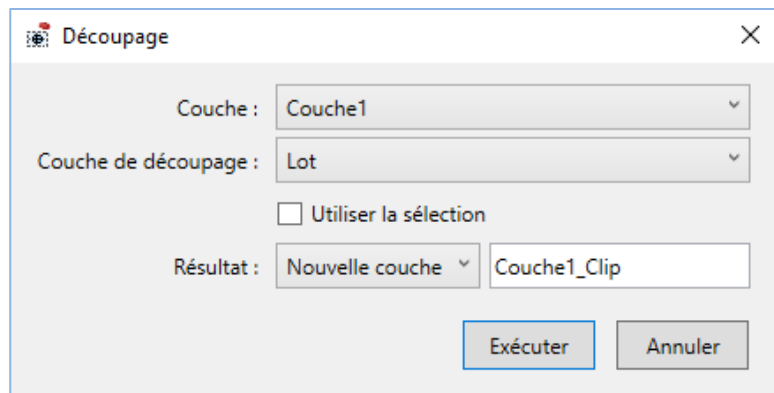 Découpage
Couche : Couche1
Couche de découpage : Lot
Utiliser la sélection
Résultat : Nouvelle couche Couche1_Clip
Exécuter Annuler